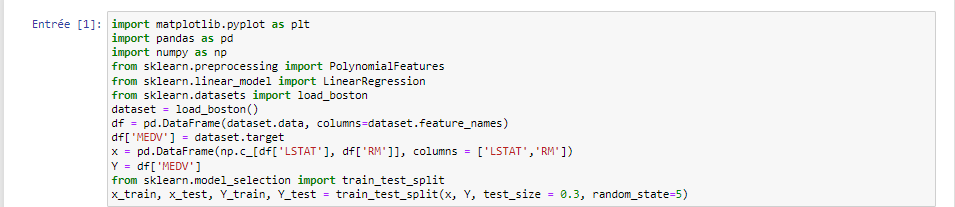 Entrée [1]: import matplotlib.pyplot as plt
import pandas as pd
import numpy as np
from sklearn.preprocessing import PolynomialFeatures
from sklearn.linear_model import LinearRegression
from sklearn.datasets import load_boston
dataset = load_boston()
df = pd.DataFrame(dataset.data, columns=dataset.feature_names)
df['MEDV'] = dataset.target
x = pd.DataFrame(np.c_[df['LSTAT'], df['RM']], columns = ['LSTAT','RM'])
Y = df['MEDV']
from sklearn.model_selection import train_test_split
x_train, x_test, Y_train, Y_test = train_test_split(x, Y, test_size = 0.3, random_state=5)